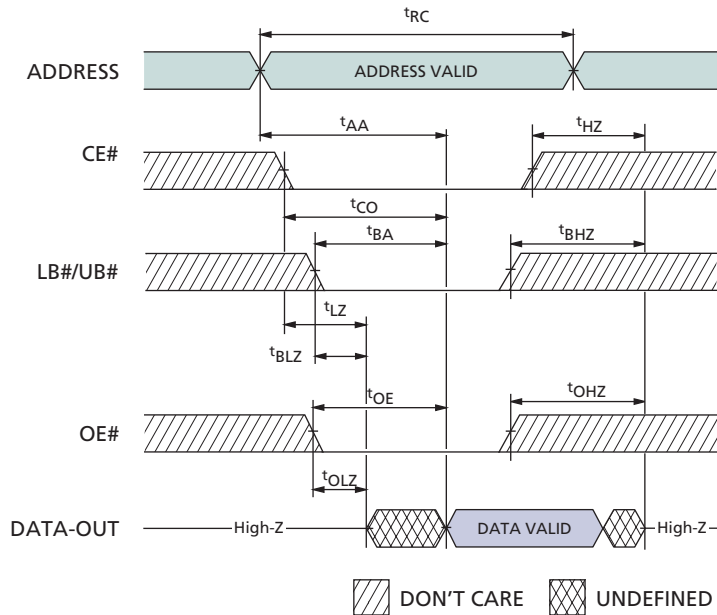 tRC
ADDRESS
ADDRESS VALID
tAA
tHZ
CE#
tCO
tBA
tBHZ
LB#/UB#
tLZ
tBLZ
tOE
tOHZ
OE#
tOLZ
DATA-OUT
High-Z
DATA VALID
High-Z
DON'T CARE
UNDEFINED